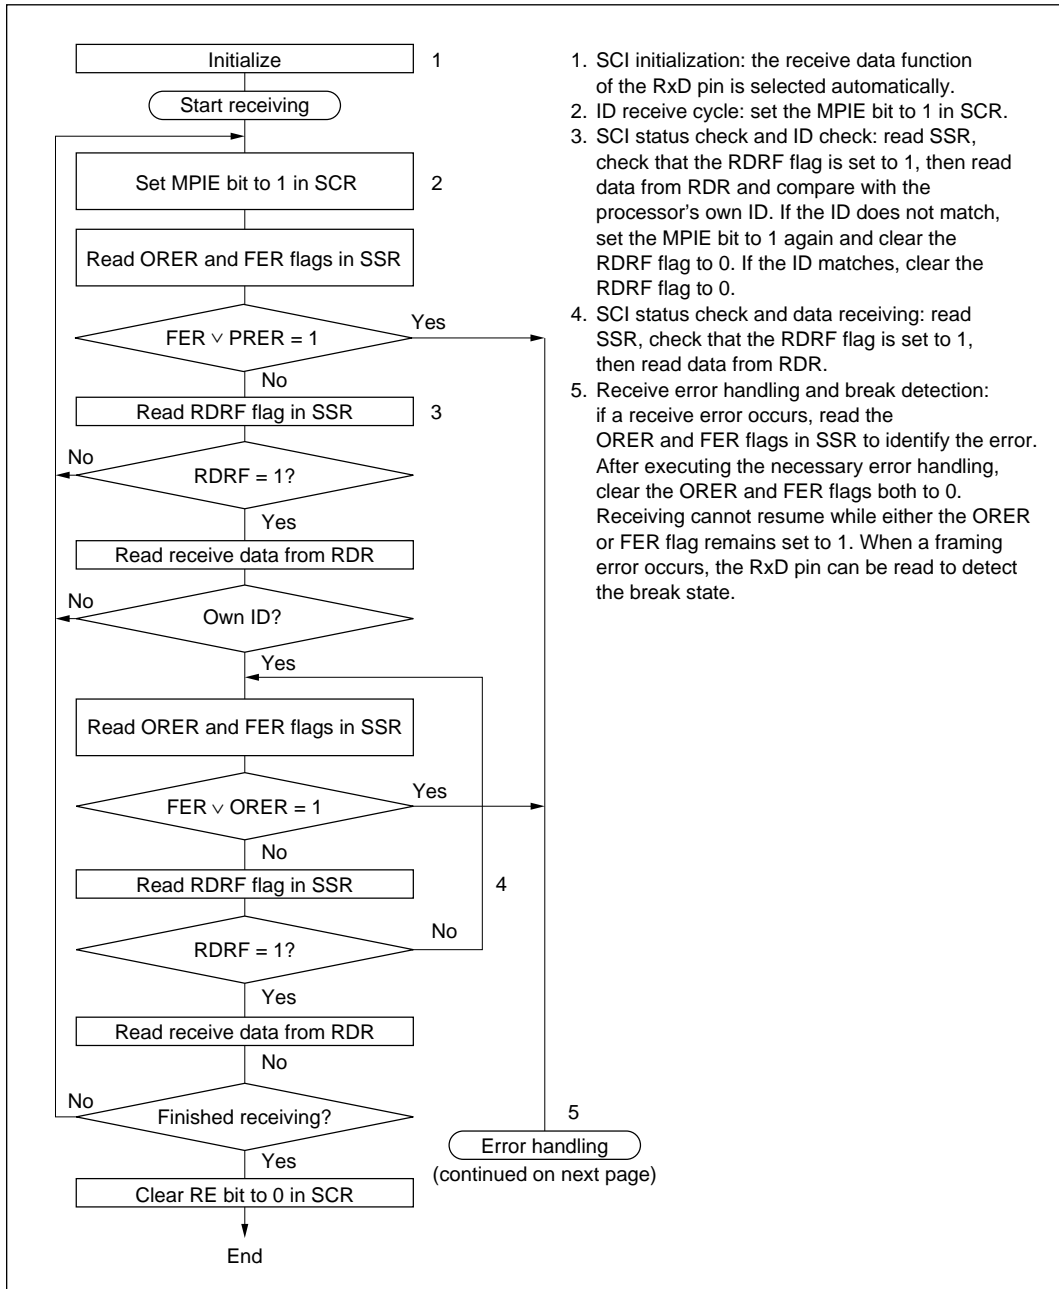 Initialize
1
Start receiving
Set MPIE bit to 1 in SCR
2
Read ORER and FER flags in SSR
FER ∨ PRER = 1
Yes
No
Read RDRF flag in SSR
3
No
RDRF = 1?
Yes
Read receive data from RDR
No
Own ID?
Yes
Read ORER and FER flags in SSR
Yes
FER ∨ ORER = 1
No
Read RDRF flag in SSR
4
No
RDRF = 1?
Yes
Read receive data from RDR
No
No
Finished receiving?
5
Yes
Error handling
(continued on next page)
Clear RE bit to 0 in SCR
End
1. SCI initialization: the receive data function
of the RxD pin is selected automatically.
2. ID receive cycle: set the MPIE bit to 1 in SCR.
3. SCI status check and ID check: read SSR,
check that the RDRF flag is set to 1, then read
data from RDR and compare with the
processor's own ID. If the ID does not match,
set the MPIE bit to 1 again and clear the
RDRF flag to 0. If the ID matches, clear the
RDRF flag to 0.
4. SCI status check and data receiving: read
SSR, check that the RDRF flag is set to 1,
then read data from RDR.
5. Receive error handling and break detection:
if a receive error occurs, read the
ORER and FER flags in SSR to identify the error.
After executing the necessary error handling,
clear the ORER and FER flags both to 0.
Receiving cannot resume while either the ORER
or FER flag remains set to 1. When a framing
error occurs, the RxD pin can be read to detect
the break state.